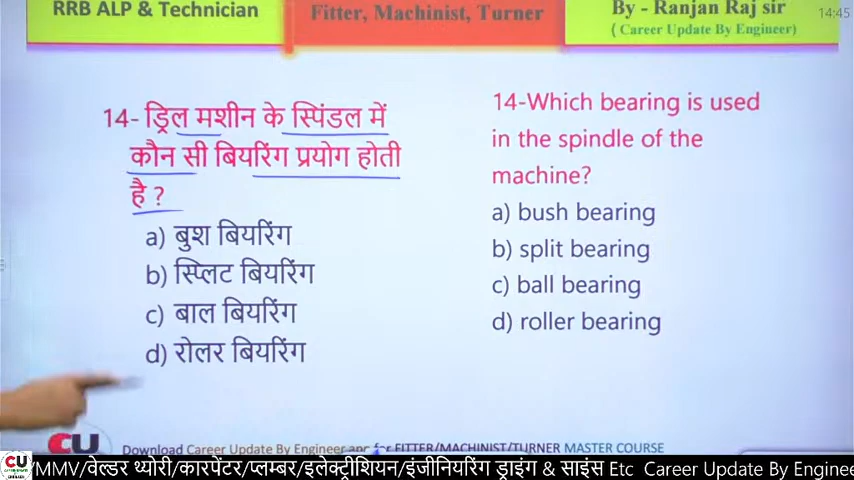 RRB ALP & Technician
Fitter, Machinist, Turner
By - Ranjan Raj sir
( Career Update By Engineer)
14:45
14- ड्रिल मशीन के स्पिंडल में
कौन सी बियरिंग प्रयोग होती
है ?
a) बुश बियरिंग
b) स्प्लिट बियरिंग
c) बाल बियरिंग
d) रोलर बियरिंग
14-Which bearing is used
in the spindle of the
machine?
a) bush bearing
b) split bearing
c) ball bearing
d) roller bearing
CU
Download Career Update By Engineer app for FITTER/MACHINIST/TURNER MASTER COURSE
CU
/MMV/वेल्डर थ्योरी/कारपेंटर/प्लम्बर/इलेक्ट्रीशियन/इंजीनियरिंग ड्राइंग & साइंस Etc Career Update By Enginee